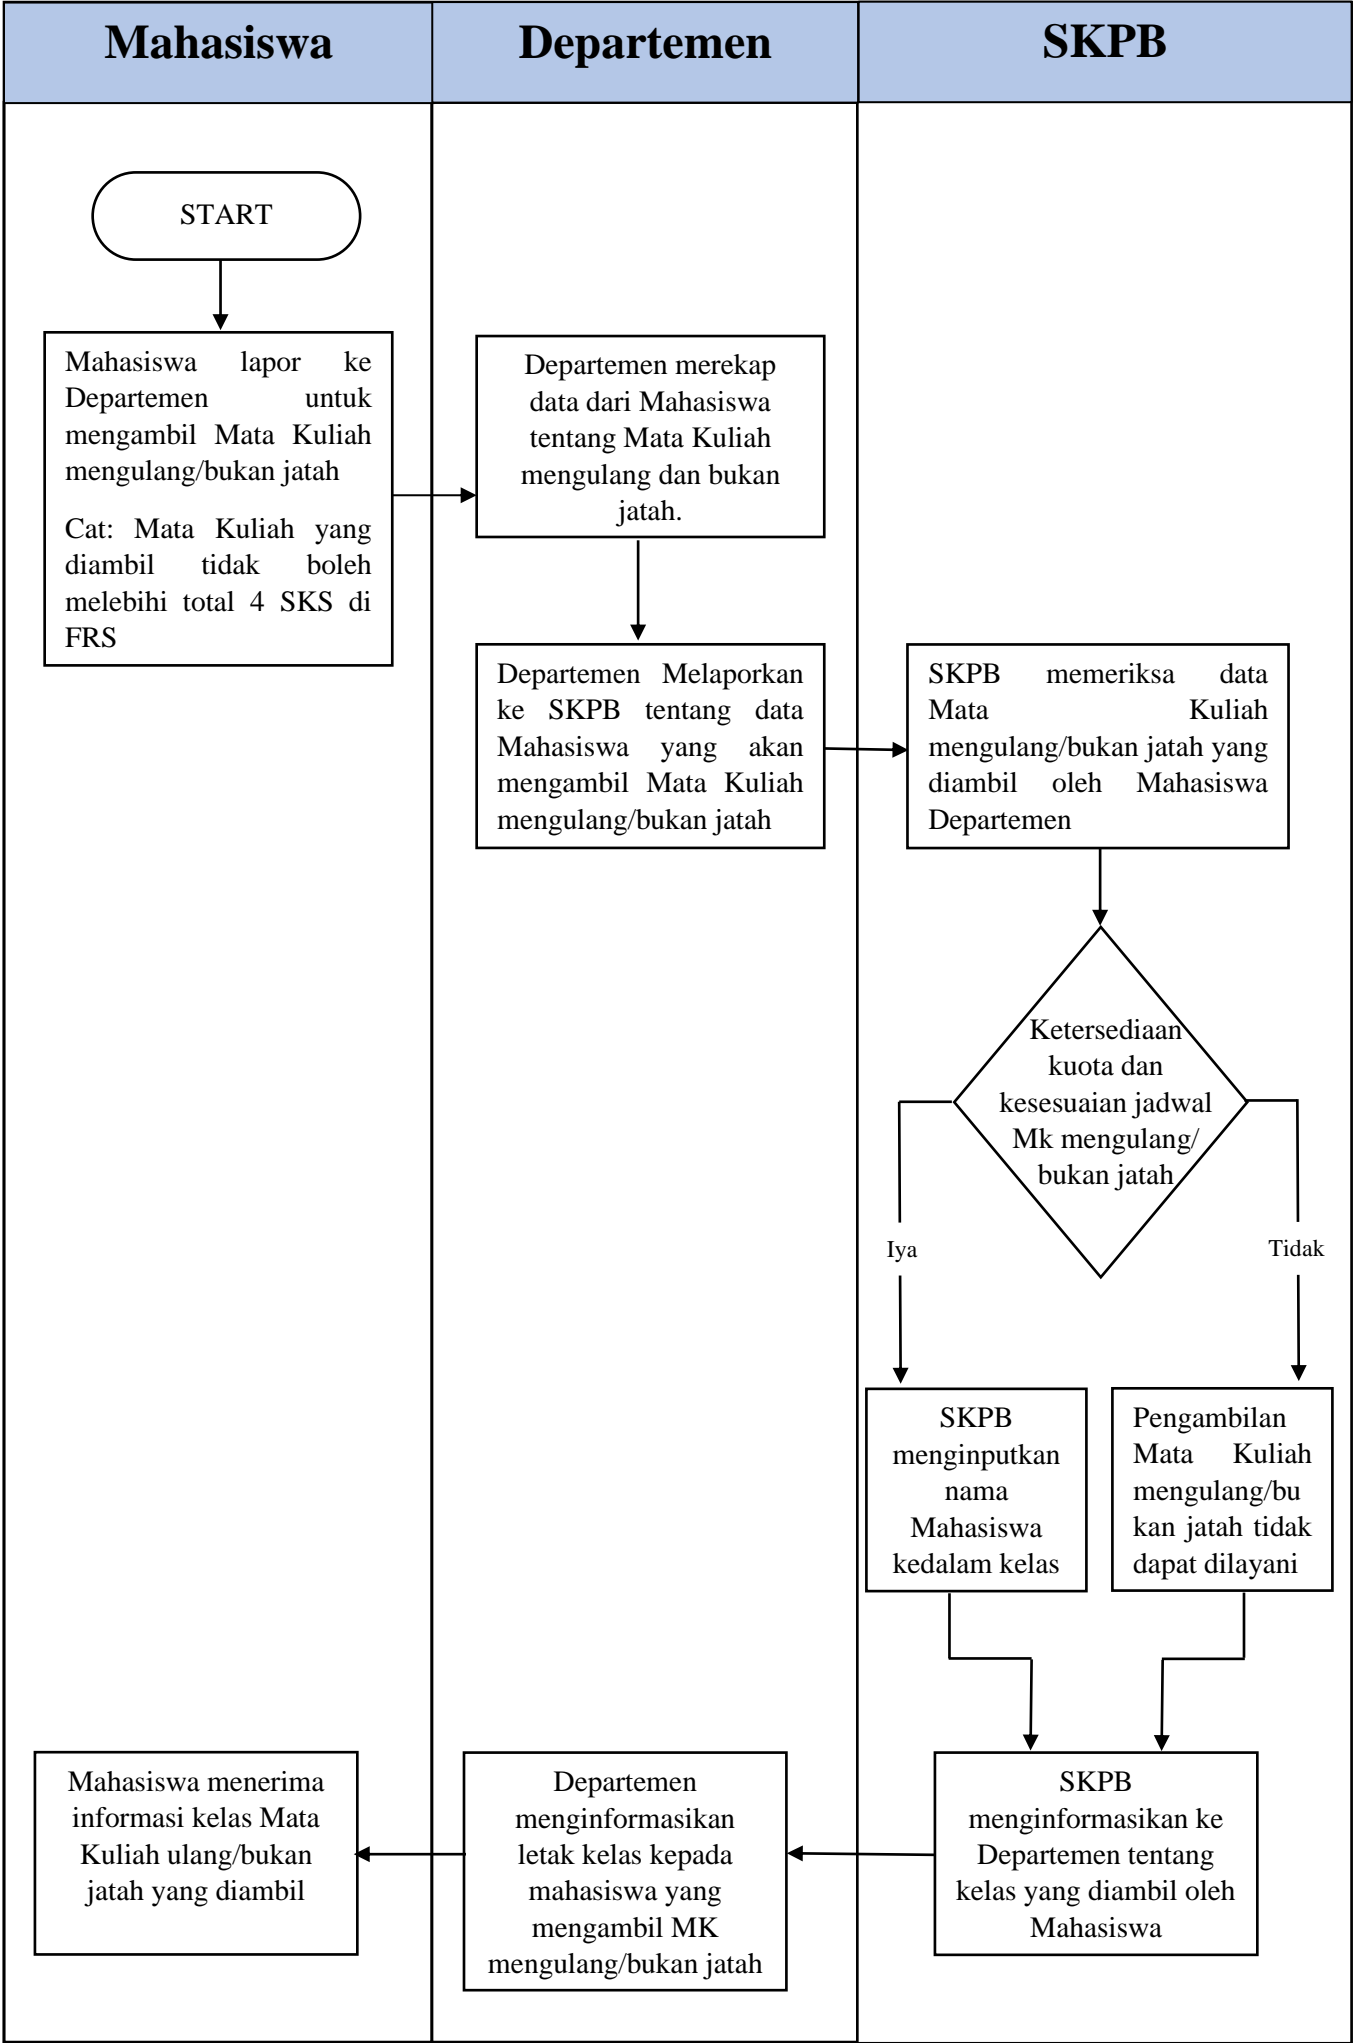 Mahasiswa
Departemen
SKPB
START
Mahasiswa lapor ke
Departemen untuk
mengambil Mata Kuliah
mengulang/bukan jatah
Cat: Mata Kuliah yang
diambil tidak boleh
melebihi total 4 SKS di
FRS
Departemen merekap
data dari Mahasiswa
tentang Mata Kuliah
mengulang dan bukan
jatah.
Departemen Melaporkan
ke SKPB tentang data
Mahasiswa yang akan
mengambil Mata Kuliah
mengulang/bukan jatah
SKPB memeriksa data
Mata Kuliah
mengulang/bukan jatah yang
diambil oleh Mahasiswa
Departemen
Ketersediaan
kuota dan
kesesuaian jadwal
Mk mengulang/
bukan jatah
Iya
Tidak
SKPB
menginputkan
nama
Mahasiswa
kedalam kelas
Pengambilan
Mata Kuliah
mengulang/bu
kan jatah tidak
dapat dilayani
SKPB
menginformasikan ke
Departemen tentang
kelas yang diambil oleh
Mahasiswa
Departemen
menginformasikan
letak kelas kepada
mahasiswa yang
mengambil MK
mengulang/bukan jatah
Mahasiswa menerima
informasi kelas Mata
Kuliah ulang/bukan
jatah yang diambil